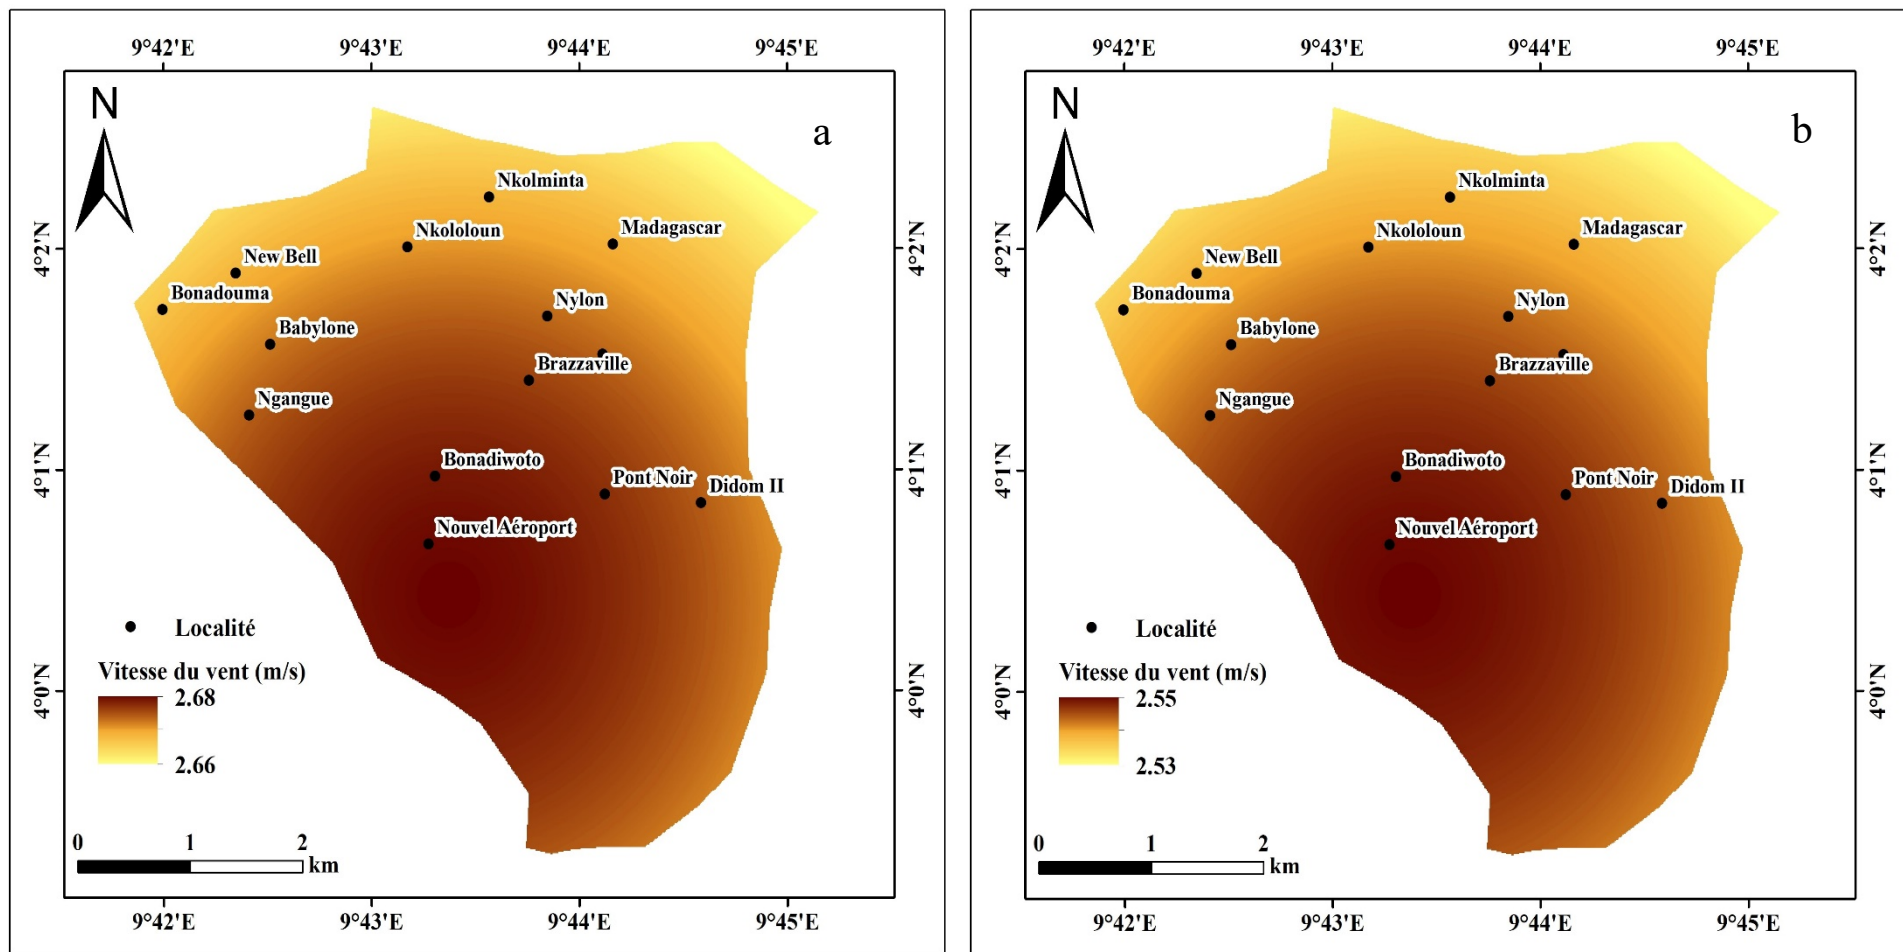 9°42'E 9°43'E 9°44'E 9°45'E
N
a
Nkolminta
Nkololoun
Madagascar
4°2'N
4°2'N
New Bell
Bonadouma
Nylon
Babylone
Brazzaville
Ngangue
Bonadiwoto
4°1'N
4°1'N
Pont Noir
Didom II
Nouvel Aéroport
Localité
Vitesse du vent (m/s)
2.68
2.66
4°0'N
4°0'N
0 1 2
km
9°42'E 9°43'E 9°44'E 9°45'E
9°42'E 9°43'E 9°44'E 9°45'E
N
b
Nkolminta
Nkololoun
Madagascar
4°2'N
4°2'N
New Bell
Bonadouma
Nylon
Babylone
Brazzaville
Ngangue
Bonadiwoto
4°1'N
4°1'N
Pont Noir
Didom II
Nouvel Aéroport
Localité
Vitesse du vent (m/s)
2.55
2.53
4°0'N
4°0'N
0 1 2
km
9°42'E 9°43'E 9°44'E 9°45'E